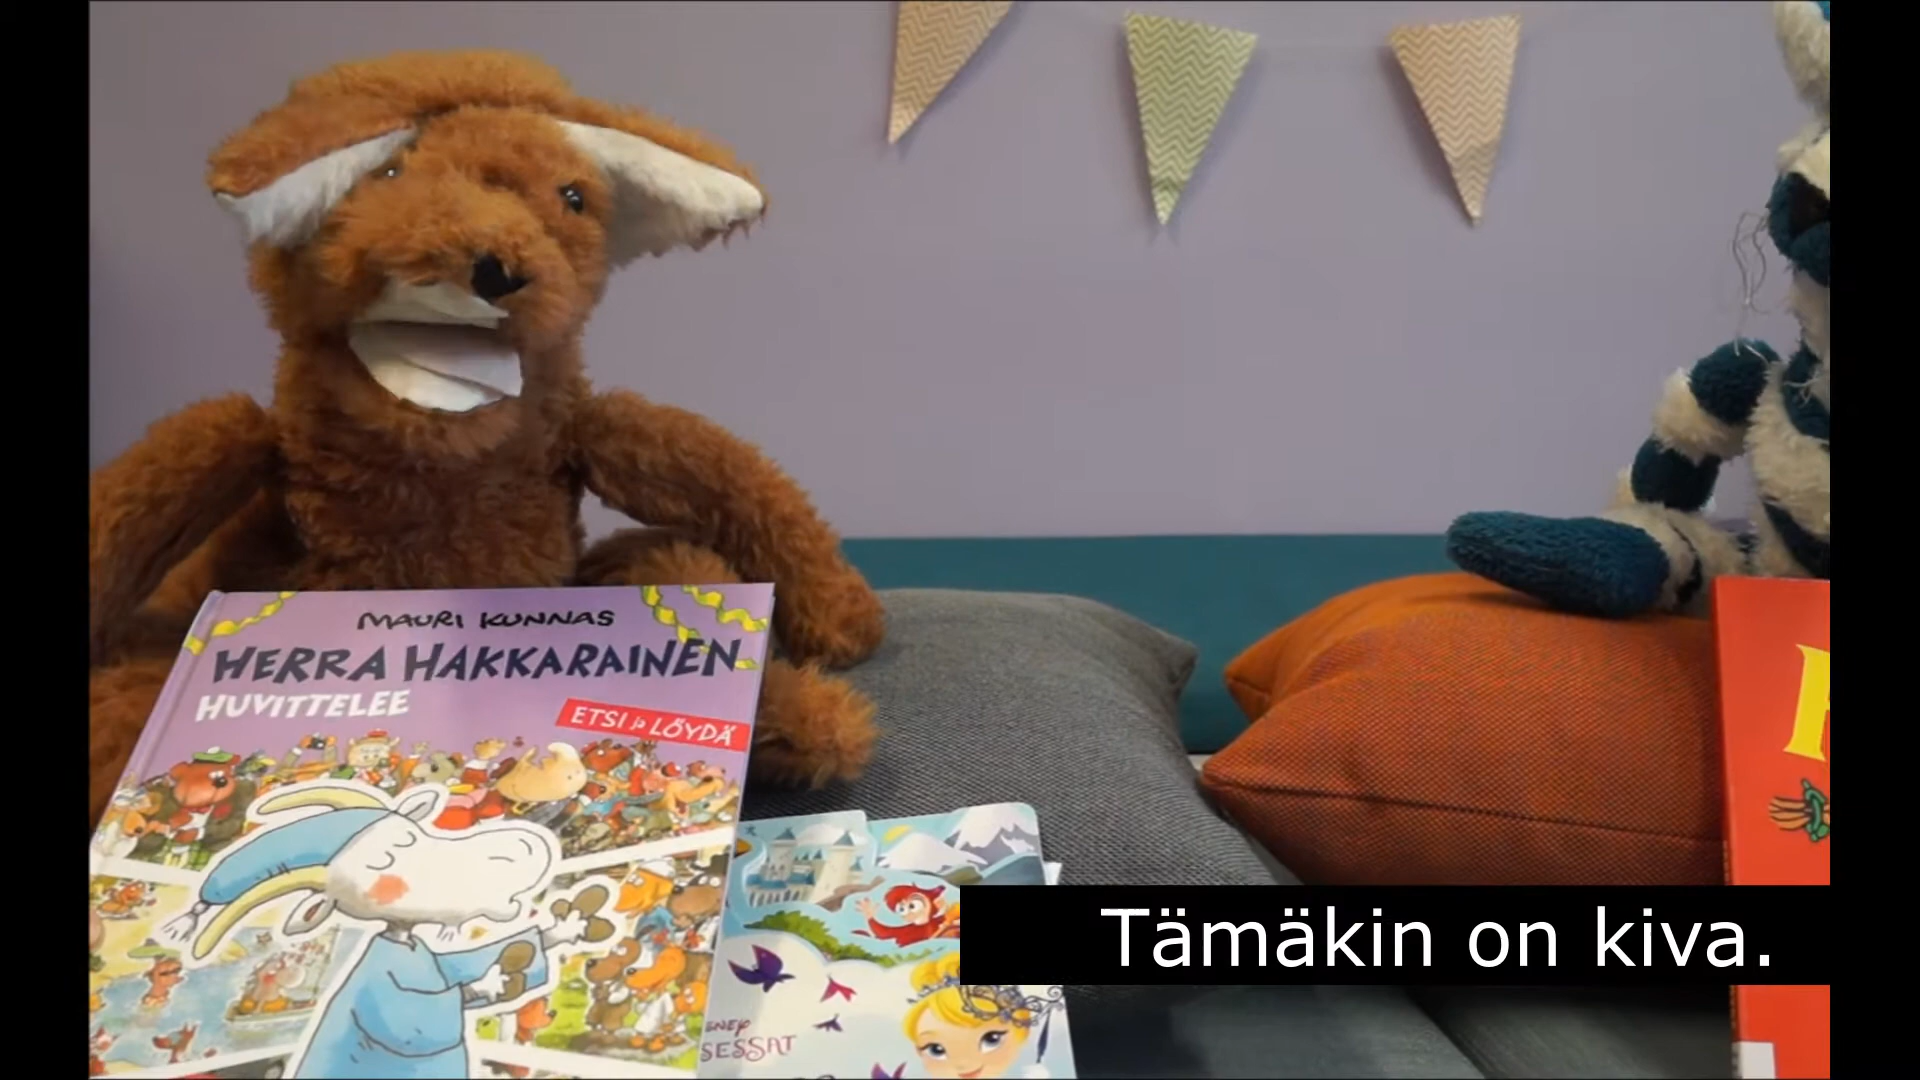 MAURI KUNNAS
HERRA HAKKARAINEN
HUVITTELEE
ETSI JA LÖYDÄ
Tämäkin on kiva.